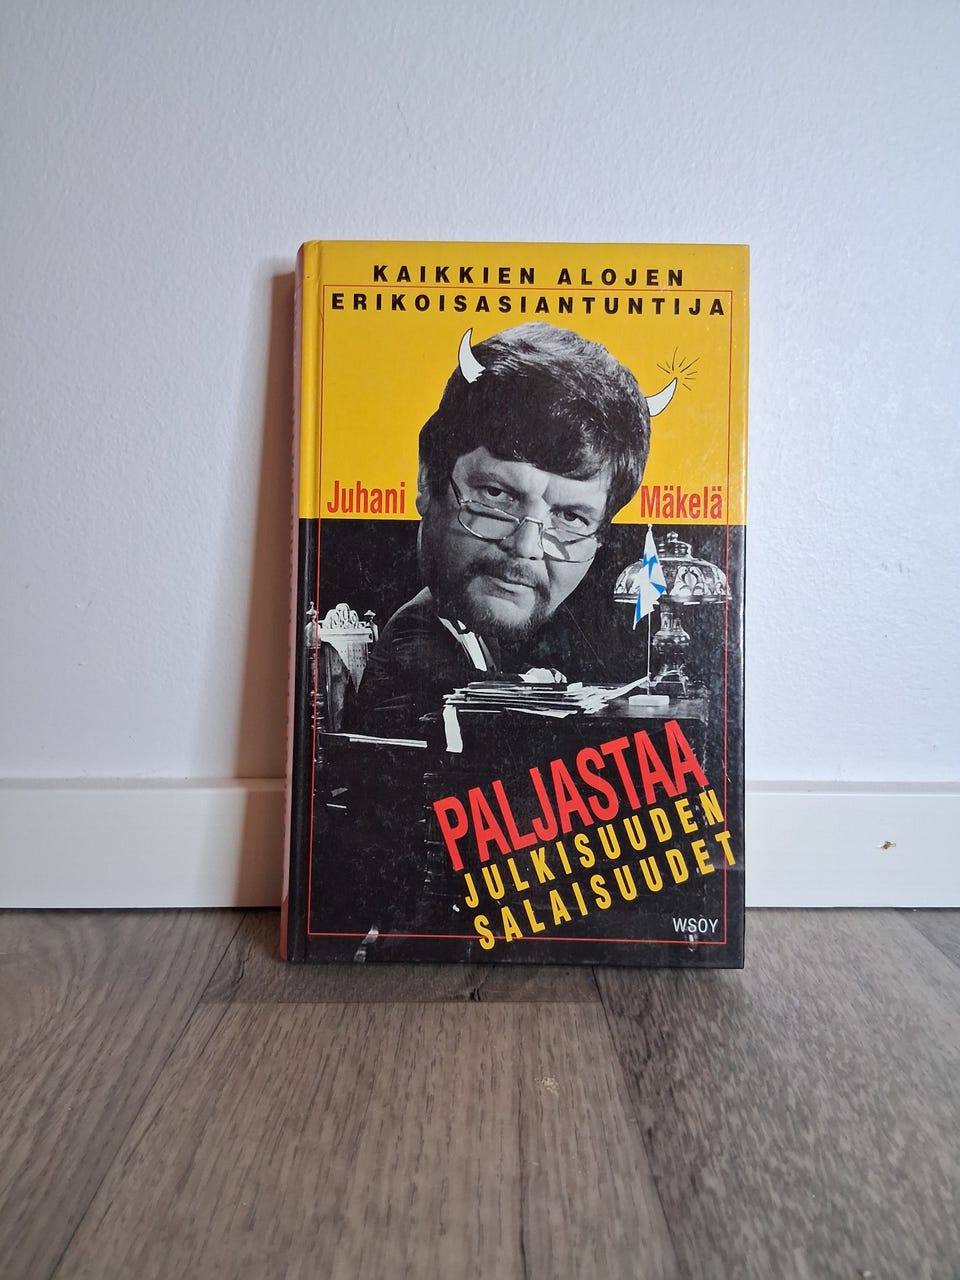 KAIKKIEN ALOJEN
ERIKOISASIANTUNTIJA
Juhani Mäkelä
PALJASTAA
JULKISUUDEN
SALAISUUDET
WSOY